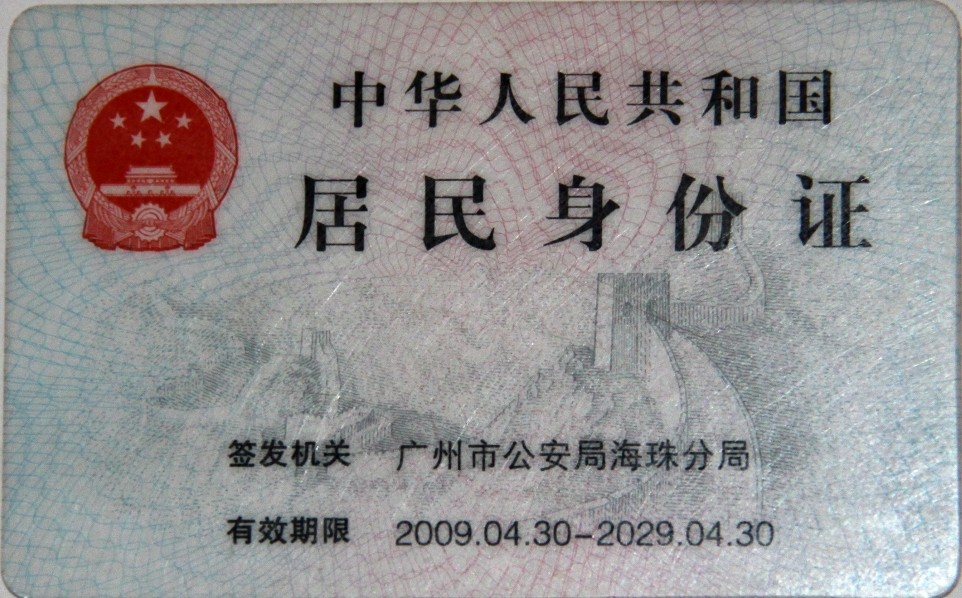 中华人民共和国
居民身份证
签发机关 广州市公安局海珠分局
有效期限 2009.04.30-2029.04.30